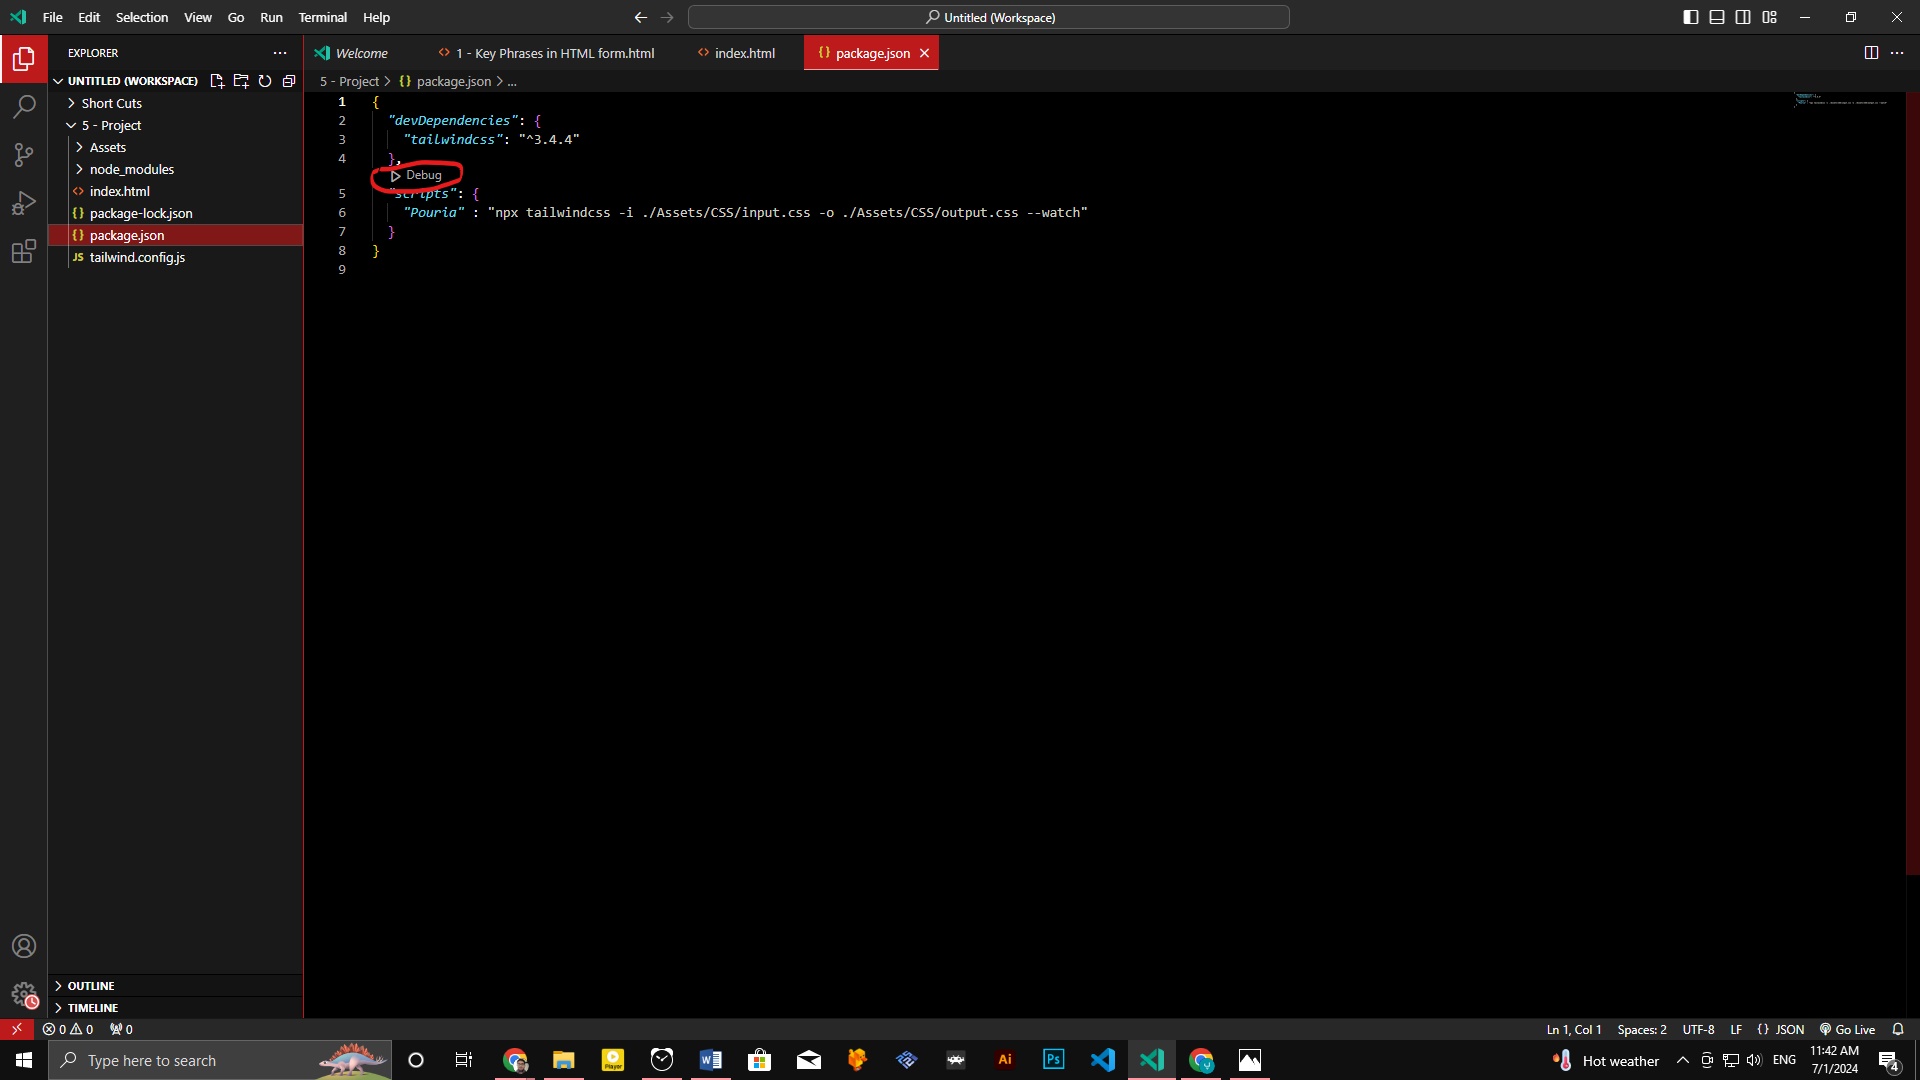 File Edit Selection View Go Run Terminal Help
Untitled (Workspace)
EXPLORER
Welcome
1 - Key Phrases in HTML form.html
index.html
package.json
UNTITLED (WORKSPACE)
5 - Project > package.json > ...
Short Cuts
5 - Project
Assets
node_modules
index.html
package-lock.json
package.json
JS tailwind.config.js
1 {
2 "devDependencies": {
3 "tailwindcss": "^3.4.4"
4 },
Debug
5 "scripts": {
6 "Pouria" : "npx tailwindcss -i ./Assets/CSS/input.css -o ./Assets/CSS/output.css --watch"
7 }
8 }
9
OUTLINE
TIMELINE
0 0 0
Ln 1, Col 1 Spaces: 2 UTF-8 LF {} JSON Go Live
Type here to search
Player
W
Ai
Ps
Hot weather
ENG
11:42 AM
7/1/2024
4